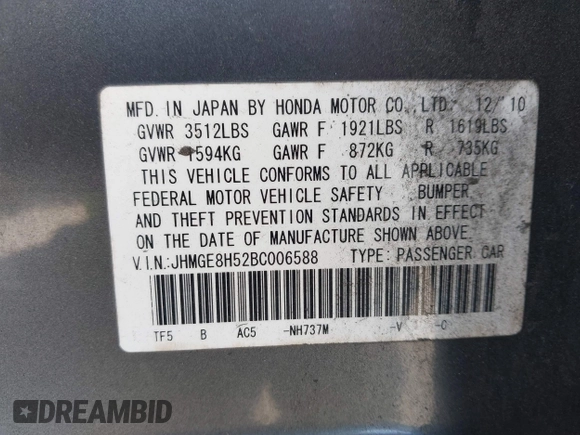 MFD. IN JAPAN BY HONDA MOTOR CO., LTD. 12/10
GVWR 3512LBS GAWR F 1921LBS R 1619LBS
GVWR 1594KG GAWR F 872KG R 735KG
THIS VEHICLE CONFORMS TO ALL APPLICABLE
FEDERAL MOTOR VEHICLE SAFETY, BUMPER,
AND THEFT PREVENTION STANDARDS IN EFFECT
ON THE DATE OF MANUFACTURE SHOWN ABOVE.
V.I.N.:JHMGE8H52BC006588 TYPE: PASSENGER CAR
TF5 B AC5 -NH737M -V -C
DREAMBID